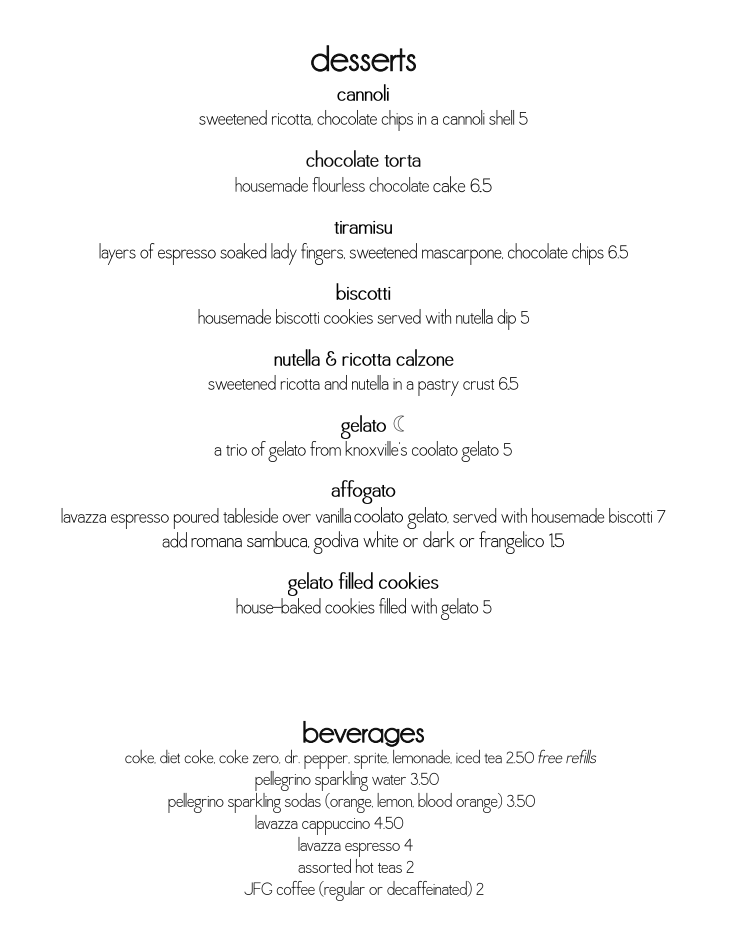 desserts
cannoli
sweetened ricotta, chocolate chips in a cannoli shell 5
chocolate torta
housemade flourless chocolate cake 6.5
tiramisu
layers of espresso soaked lady fingers, sweetened mascarpone, chocolate chips 6.5
biscotti
housemade biscotti cookies served with nutella dip 5
nutella & ricotta calzone
sweetened ricotta and nutella in a pastry crust 6.5
gelato ☾
a trio of gelato from knoxville's coolato gelato 5
affogato
lavazza espresso poured tableside over vanilla coolato gelato, served with housemade biscotti 7
add romana sambuca, godiva white or dark or frangelico 1.5
gelato filled cookies
house-baked cookies filled with gelato 5
beverages
coke, diet coke, coke zero, dr. pepper, sprite, lemonade, iced tea 2.50 free refills
pellegrino sparkling water 3.50
pellegrino sparkling sodas (orange, lemon, blood orange) 3.50
lavazza cappuccino 4.50
lavazza espresso 4
assorted hot teas 2
JFG coffee (regular or decaffeinated) 2